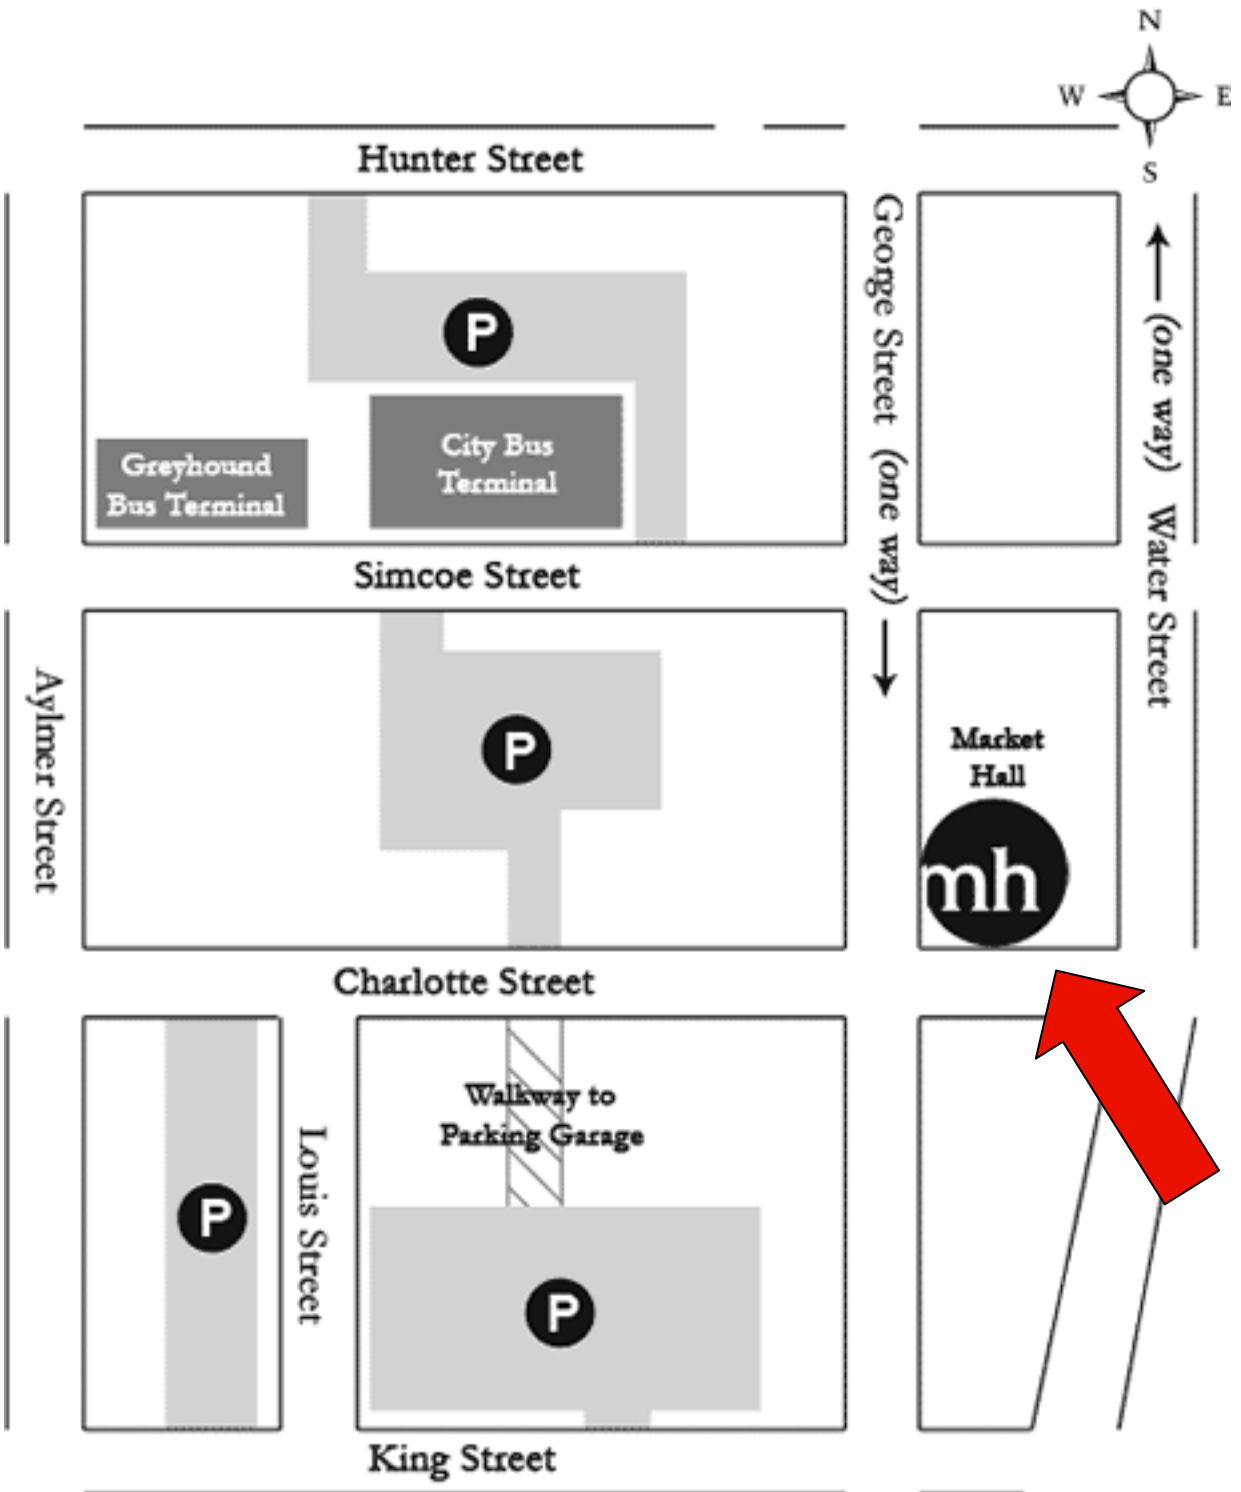 N
W
E
S
Hunter Street
George Street (one way)
(one way) Water Street
P
City Bus
Terminal
Greyhound
Bus Terminal
Simcoe Street
Aylmer Street
P
Market
Hall
mh
Charlotte Street
Walkway to
Parking Garage
Louis Street
P
P
King Street